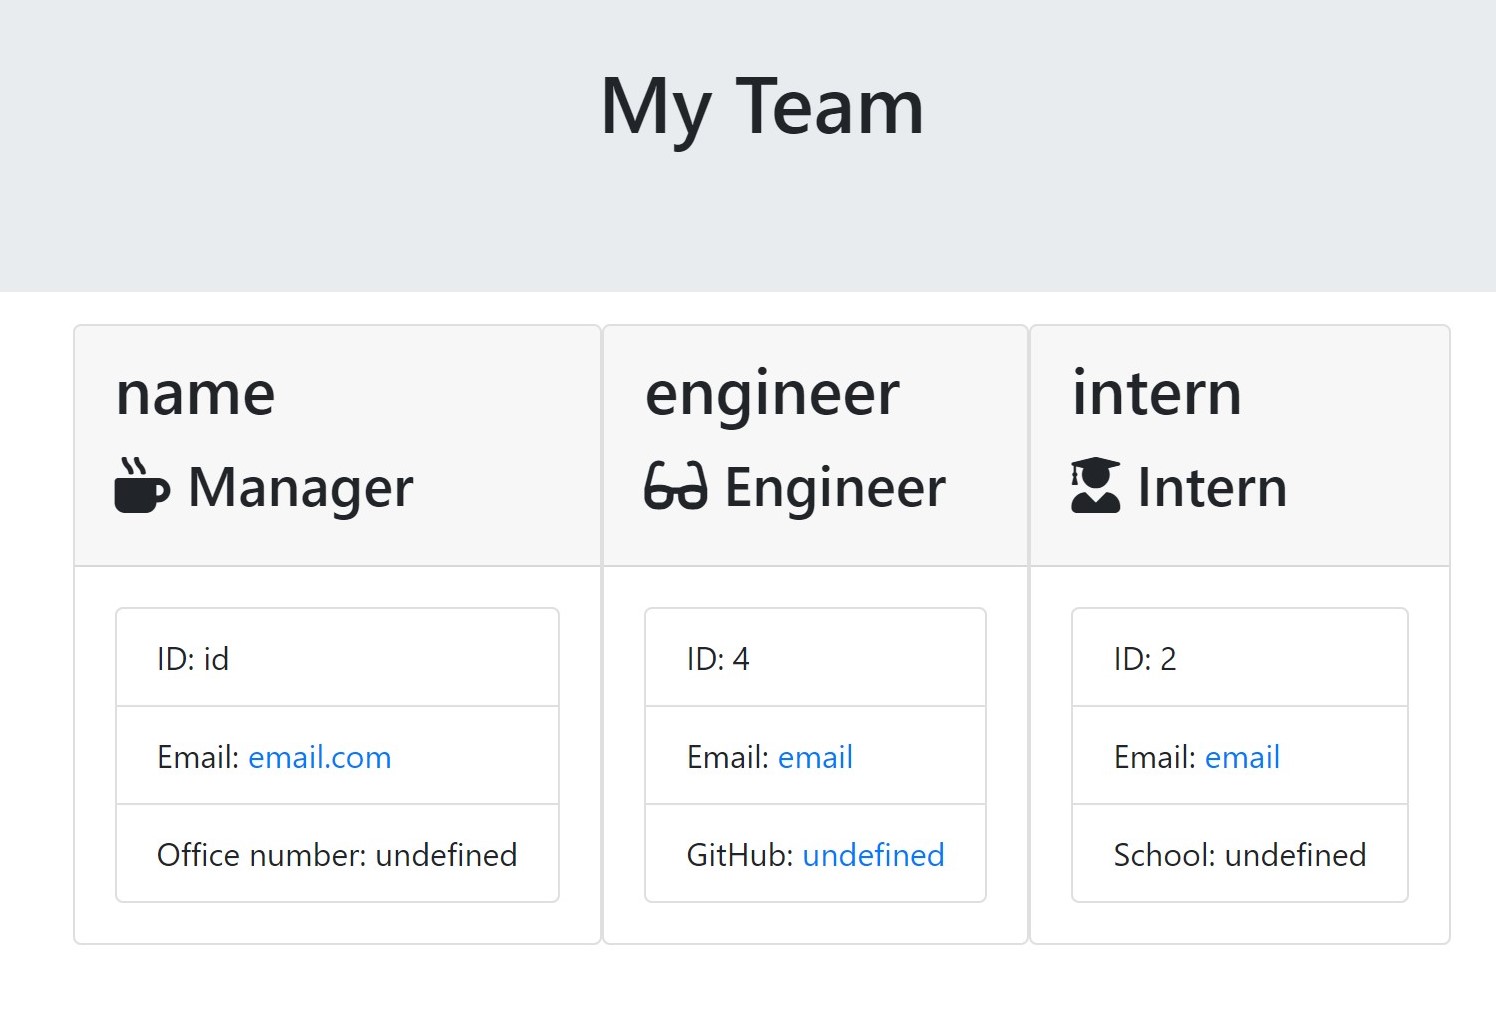 My Team
name
Manager
ID: id
Email: email.com
Office number: undefined
engineer
Engineer
ID: 4
Email: email
GitHub: undefined
intern
Intern
ID: 2
Email: email
School: undefined